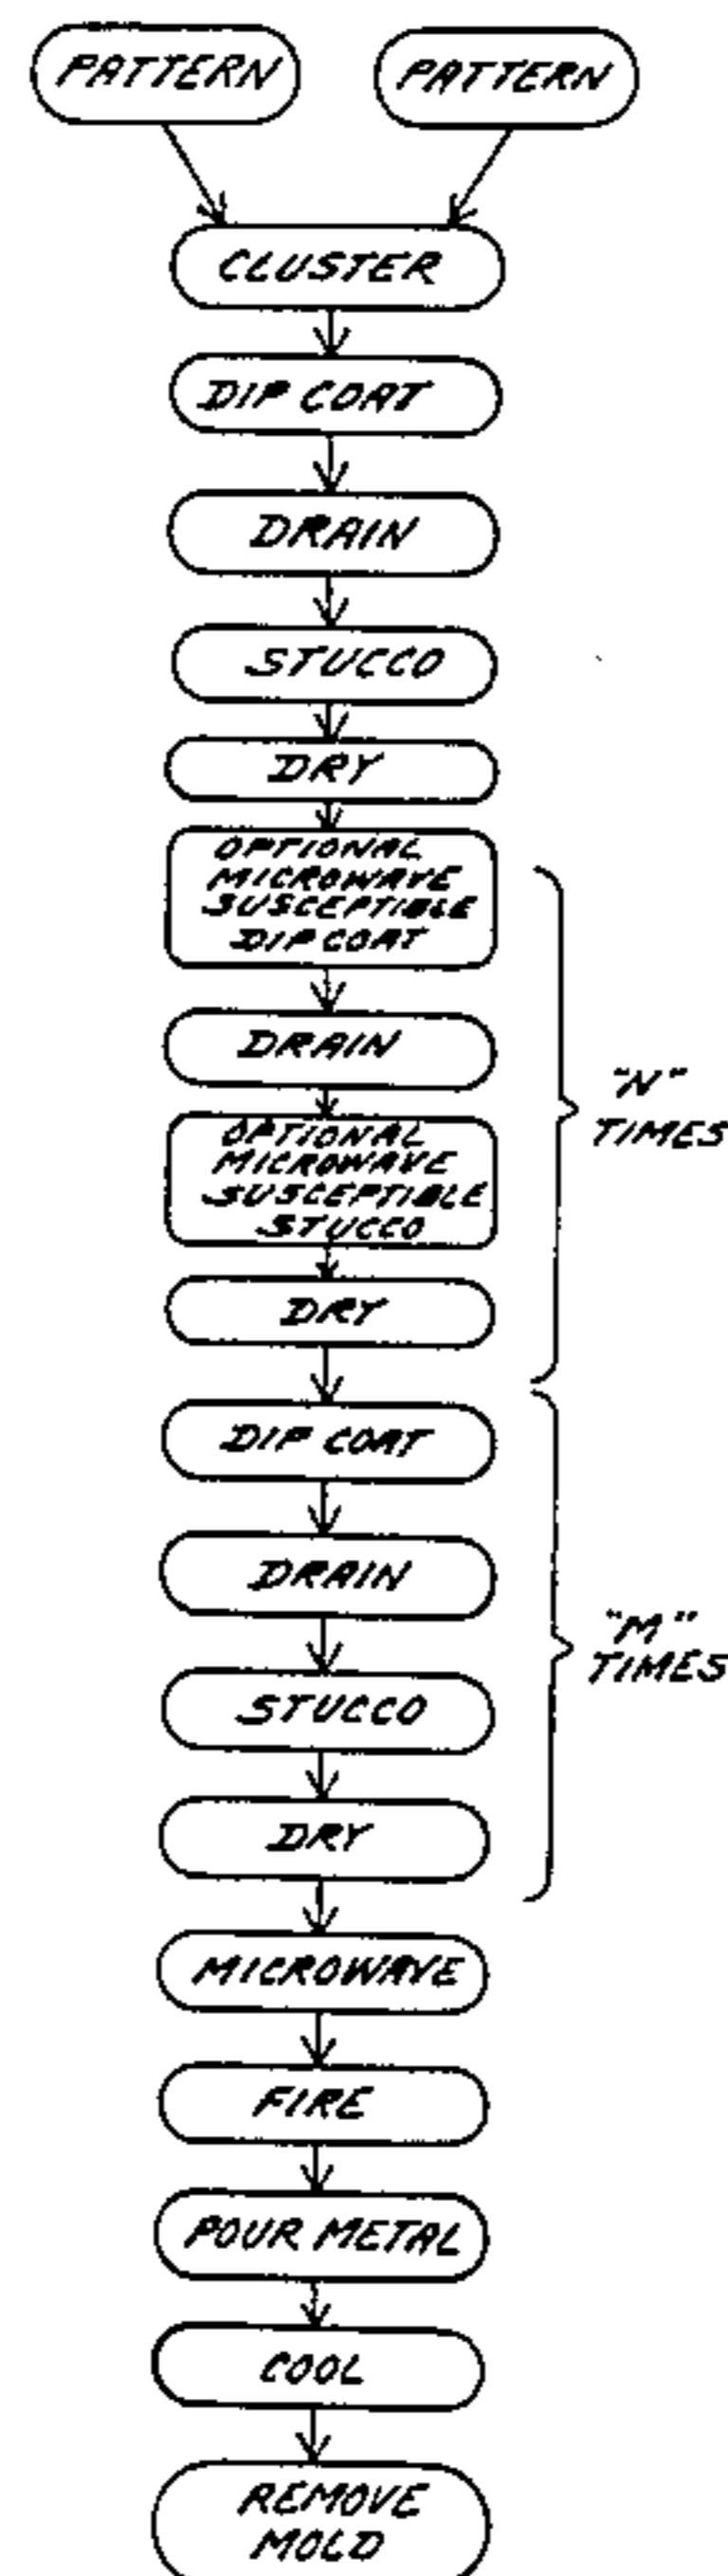 PATTERN
PATTERN
CLUSTER
DIP COAT
DRAIN
STUCCO
DRY
OPTIONAL
MICROWAVE
SUSCEPTIBLE
DIP COAT
DRAIN
OPTIONAL
MICROWAVE
SUSCEPTIBLE
STUCCO
DRY
"N"
TIMES
DIP COAT
DRAIN
STUCCO
DRY
"M"
TIMES
MICROWAVE
FIRE
POUR METAL
COOL
REMOVE
MOLD